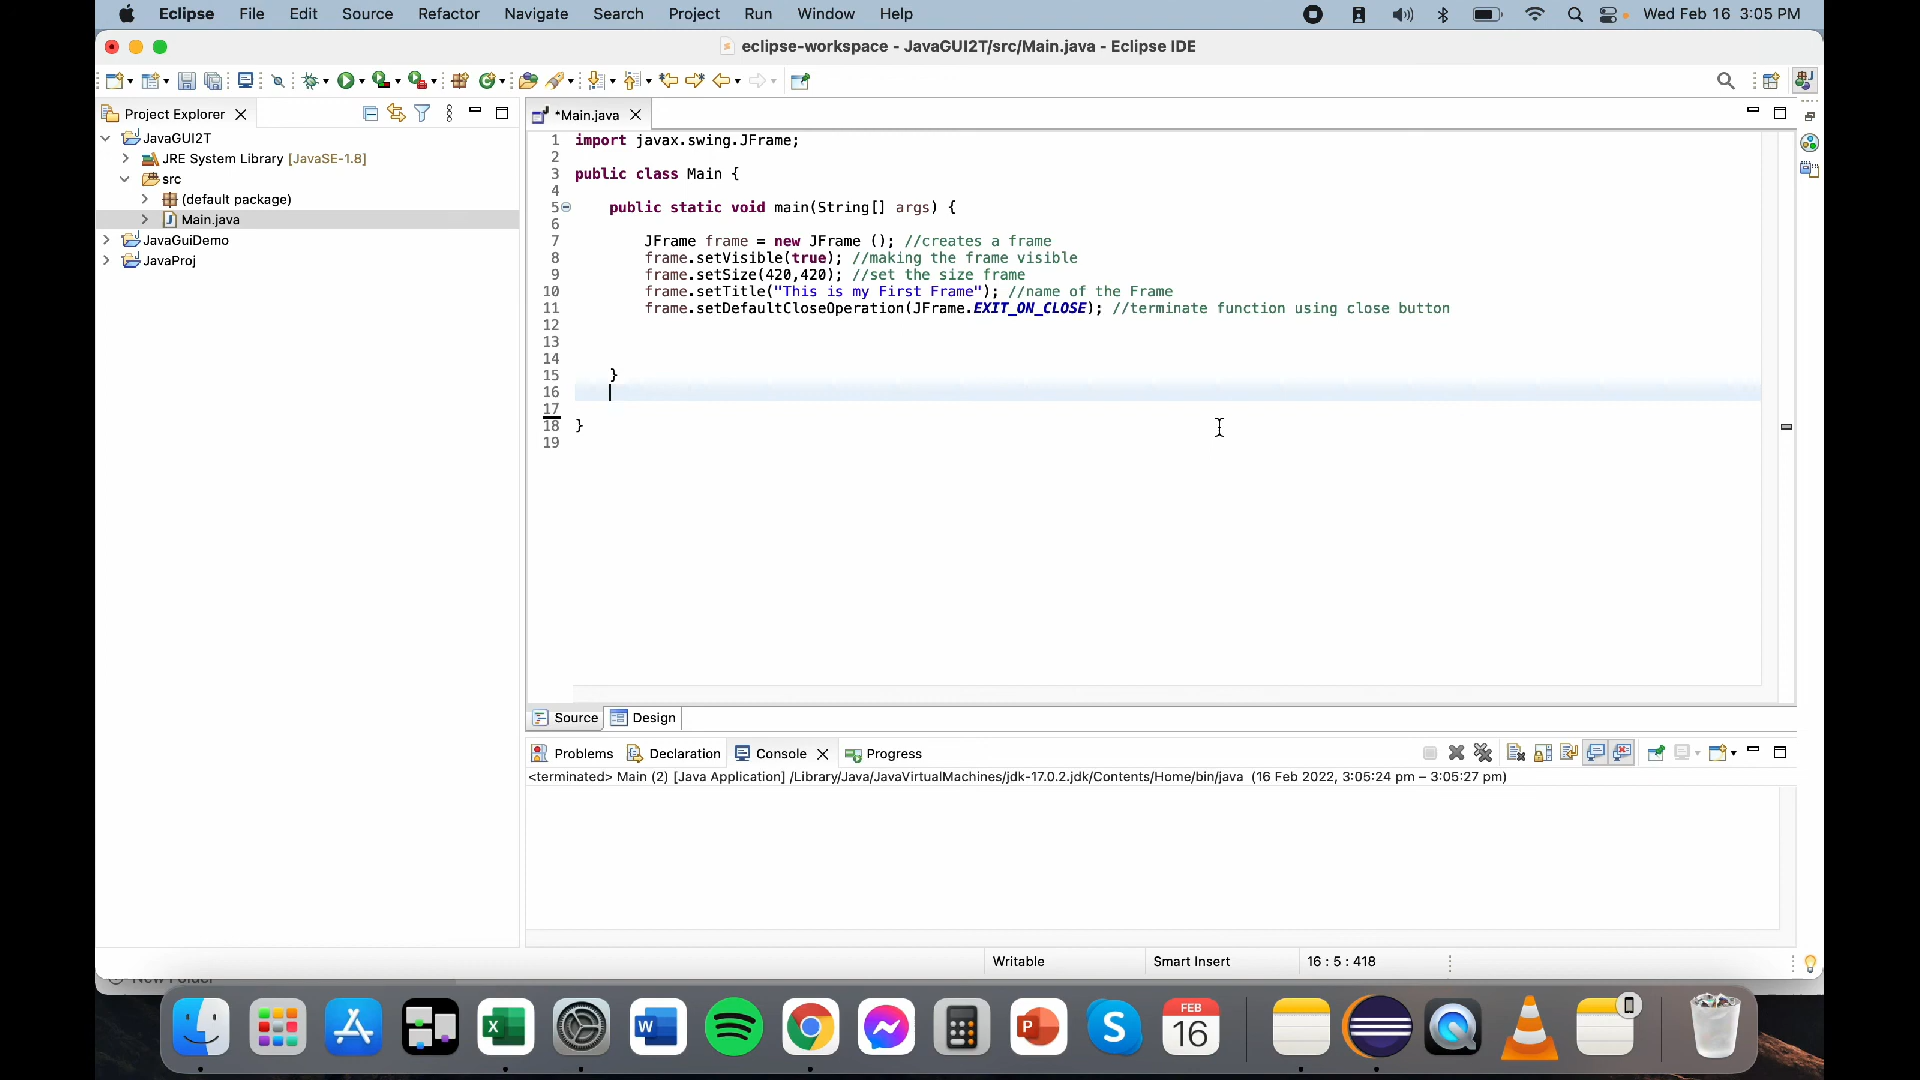 Eclipse File Edit Source Refactor Navigate Search Project Run Window Help Wed Feb 16 3:05 PM
eclipse-workspace - JavaGUI2T/src/Main.java - Eclipse IDE
Project Explorer
JavaGUI2T
JRE System Library [JavaSE-1.8]
src
(default package)
Main.java
JavaGuiDemo
JavaProj
*Main.java
1 import javax.swing.JFrame;
2
3 public class Main {
4
5 public static void main(String[] args) {
6
7 JFrame frame = new JFrame (); //creates a frame
8 frame.setVisible(true); //making the frame visible
9 frame.setSize(420,420); //set the size frame
10 frame.setTitle("This is my First Frame"); //name of the Frame
11 frame.setDefaultCloseOperation(JFrame.EXIT_ON_CLOSE); //terminate function using close button
12
13
14
15 }
16
17
18 }
19
Source Design
Problems Declaration Console Progress
<terminated> Main (2) [Java Application] /Library/Java/JavaVirtualMachines/jdk-17.0.2.jdk/Contents/Home/bin/java (16 Feb 2022, 3:05:24 pm – 3:05:27 pm)
Writable Smart Insert 16 : 5 : 418
New Folder
X W P S FEB
16